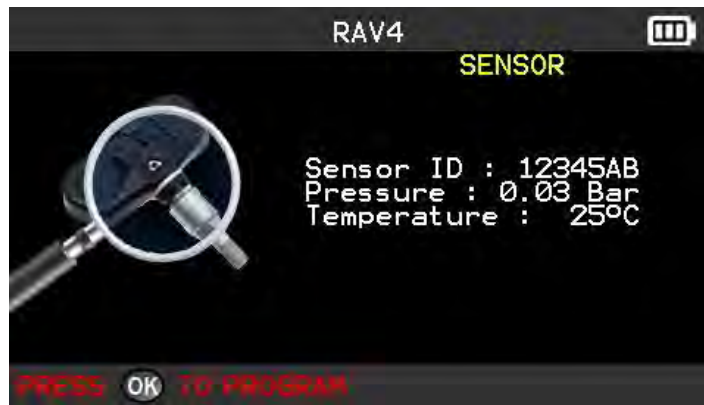 RAV4
SENSOR
Sensor ID : 12345AB
Pressure : 0.03 Bar
Temperature : 25ºC
PRESS OK TO PROGRAM